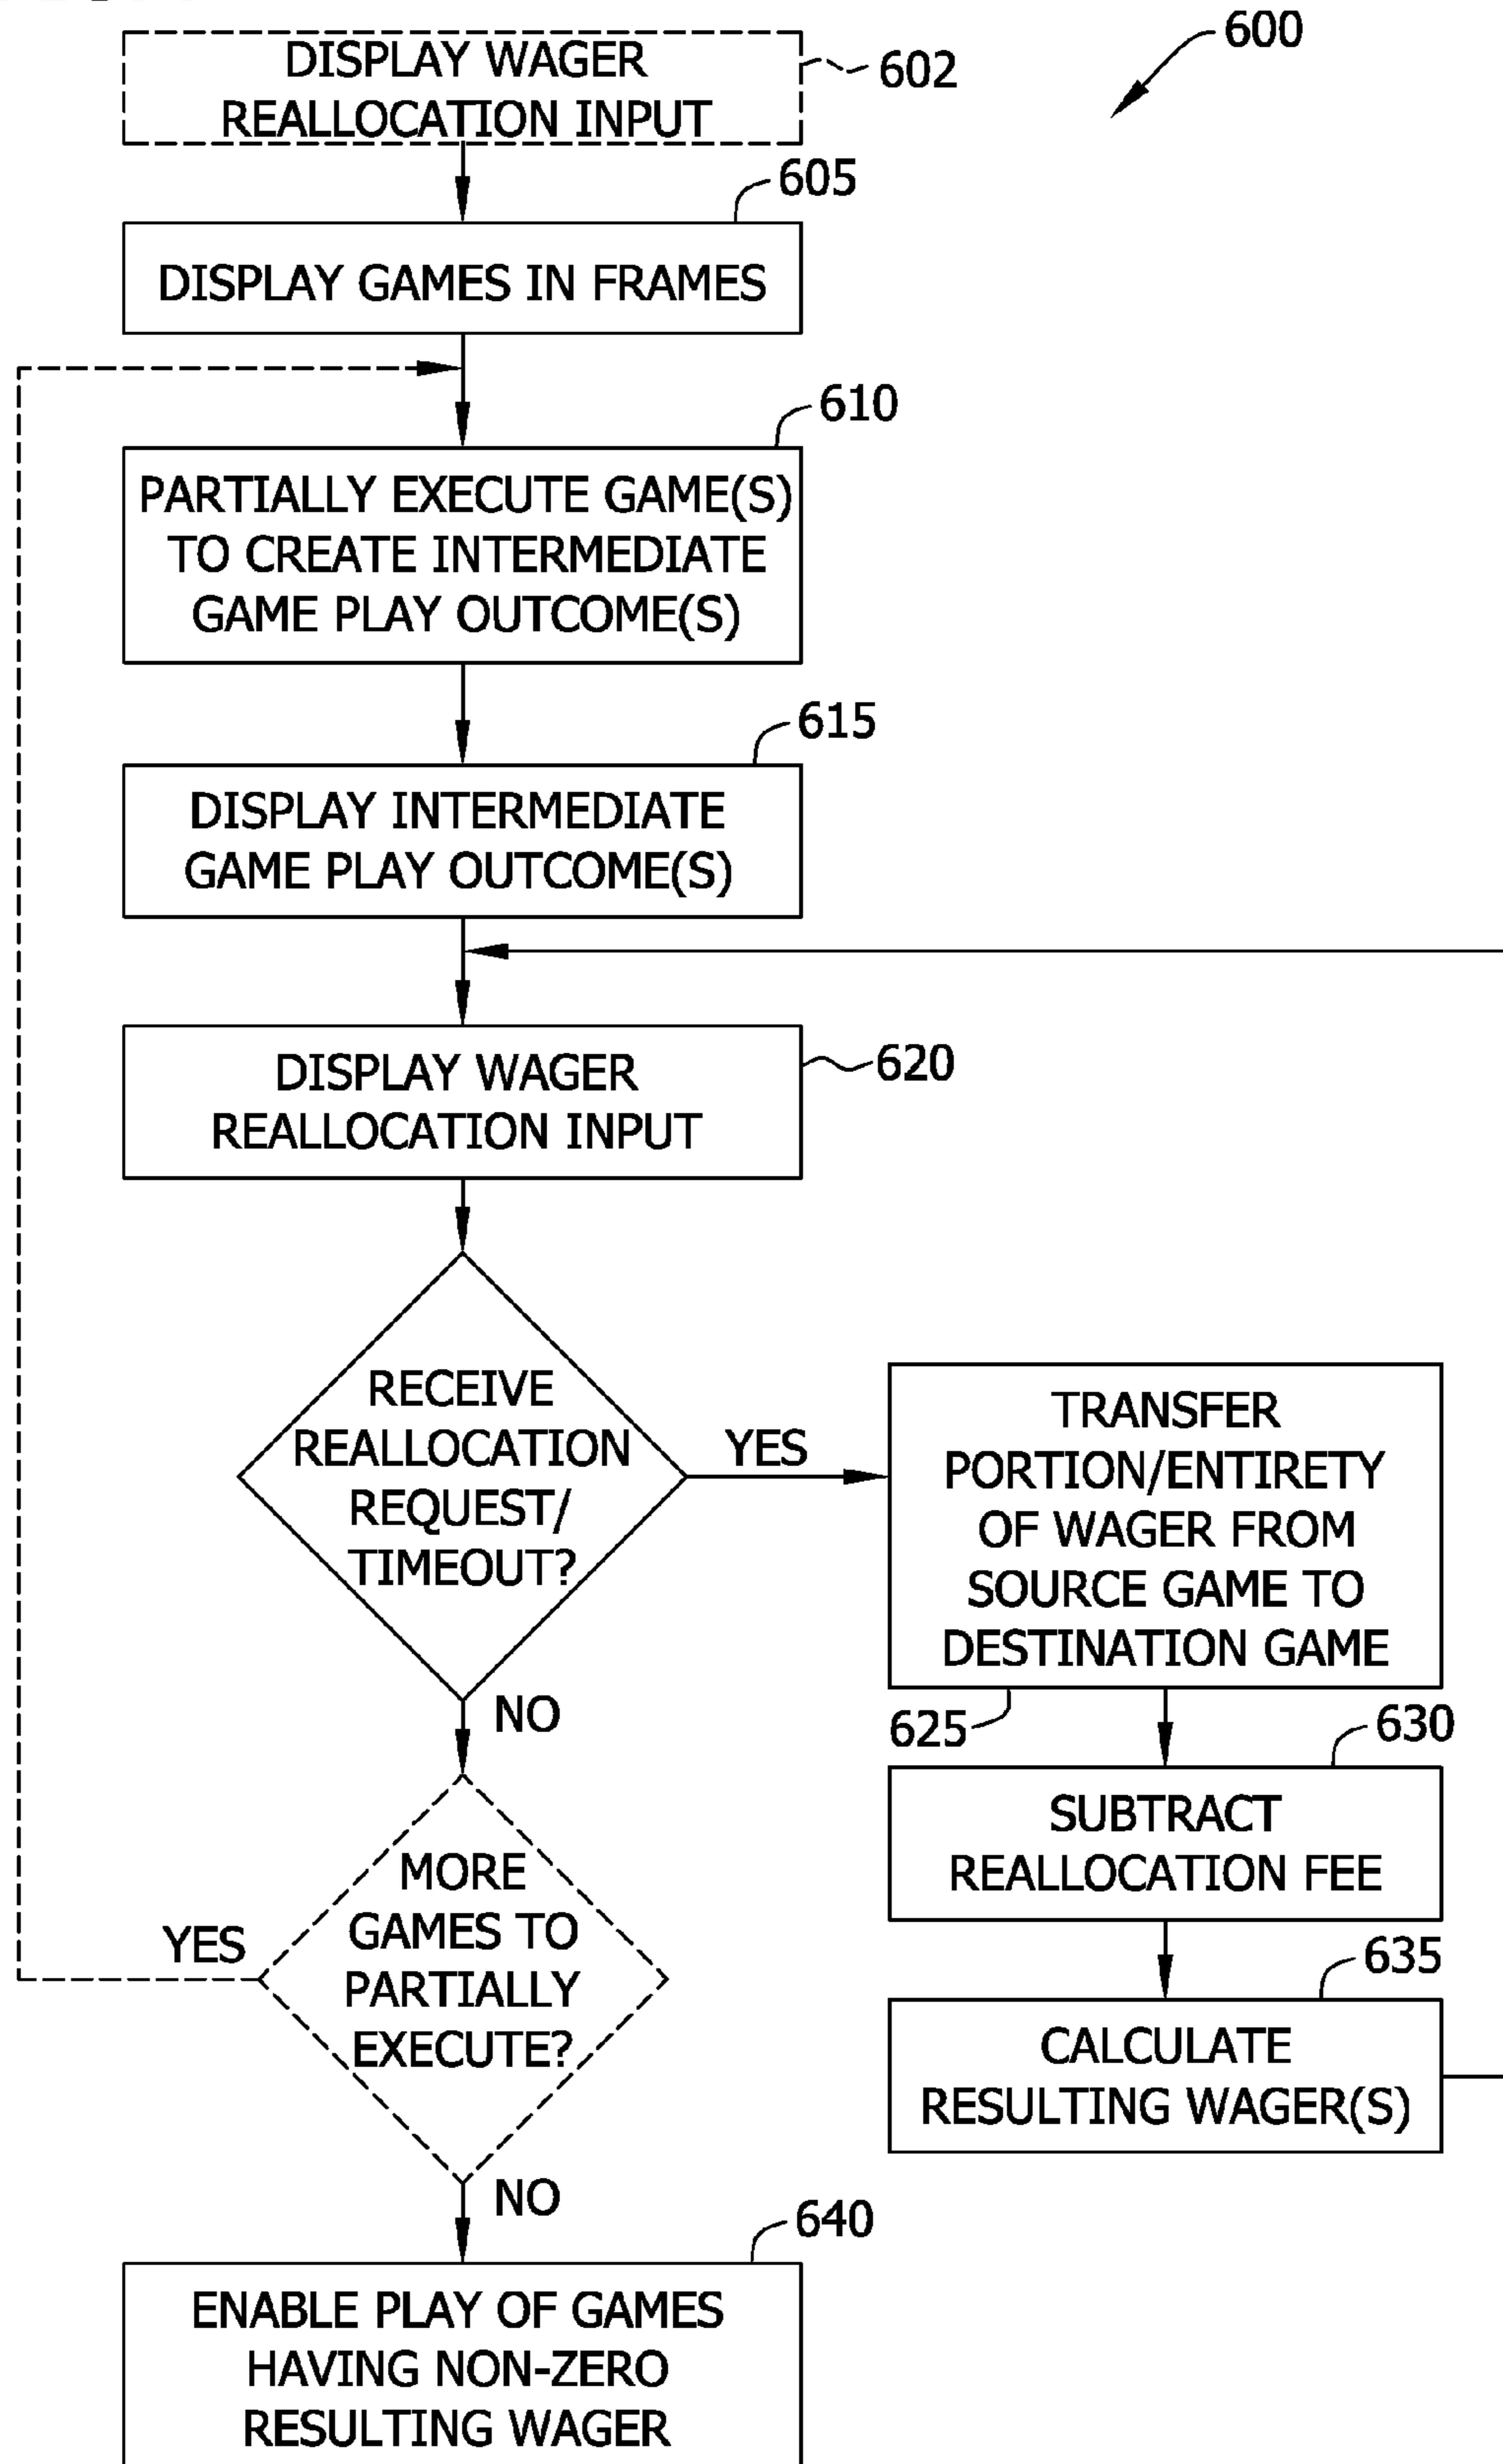 600
DISPLAY WAGER
REALLOCATION INPUT
602
605
DISPLAY GAMES IN FRAMES
610
PARTIALLY EXECUTE GAME(S)
TO CREATE INTERMEDIATE
GAME PLAY OUTCOME(S)
615
DISPLAY INTERMEDIATE
GAME PLAY OUTCOME(S)
DISPLAY WAGER
REALLOCATION INPUT
620
RECEIVE
REALLOCATION
REQUEST/
TIMEOUT?
YES
TRANSFER
PORTION/ENTIRETY
OF WAGER FROM
SOURCE GAME TO
DESTINATION GAME
625
630
SUBTRACT
REALLOCATION FEE
635
CALCULATE
RESULTING WAGER(S)
NO
MORE
GAMES TO
PARTIALLY
EXECUTE?
YES
NO
640
ENABLE PLAY OF GAMES
HAVING NON-ZERO
RESULTING WAGER